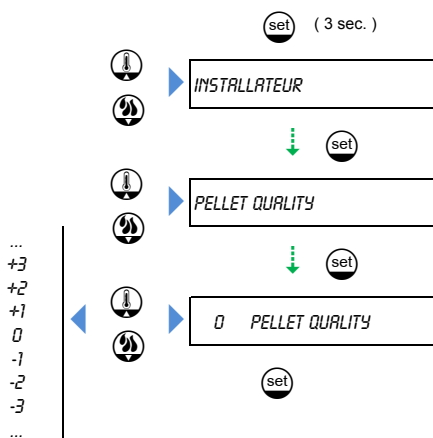 set ( 3 sec. )
INSTALLATEUR
set
PELLET QUALITY
set
0 PELLET QUALITY
set
...
+3
+2
+1
0
-1
-2
-3
...